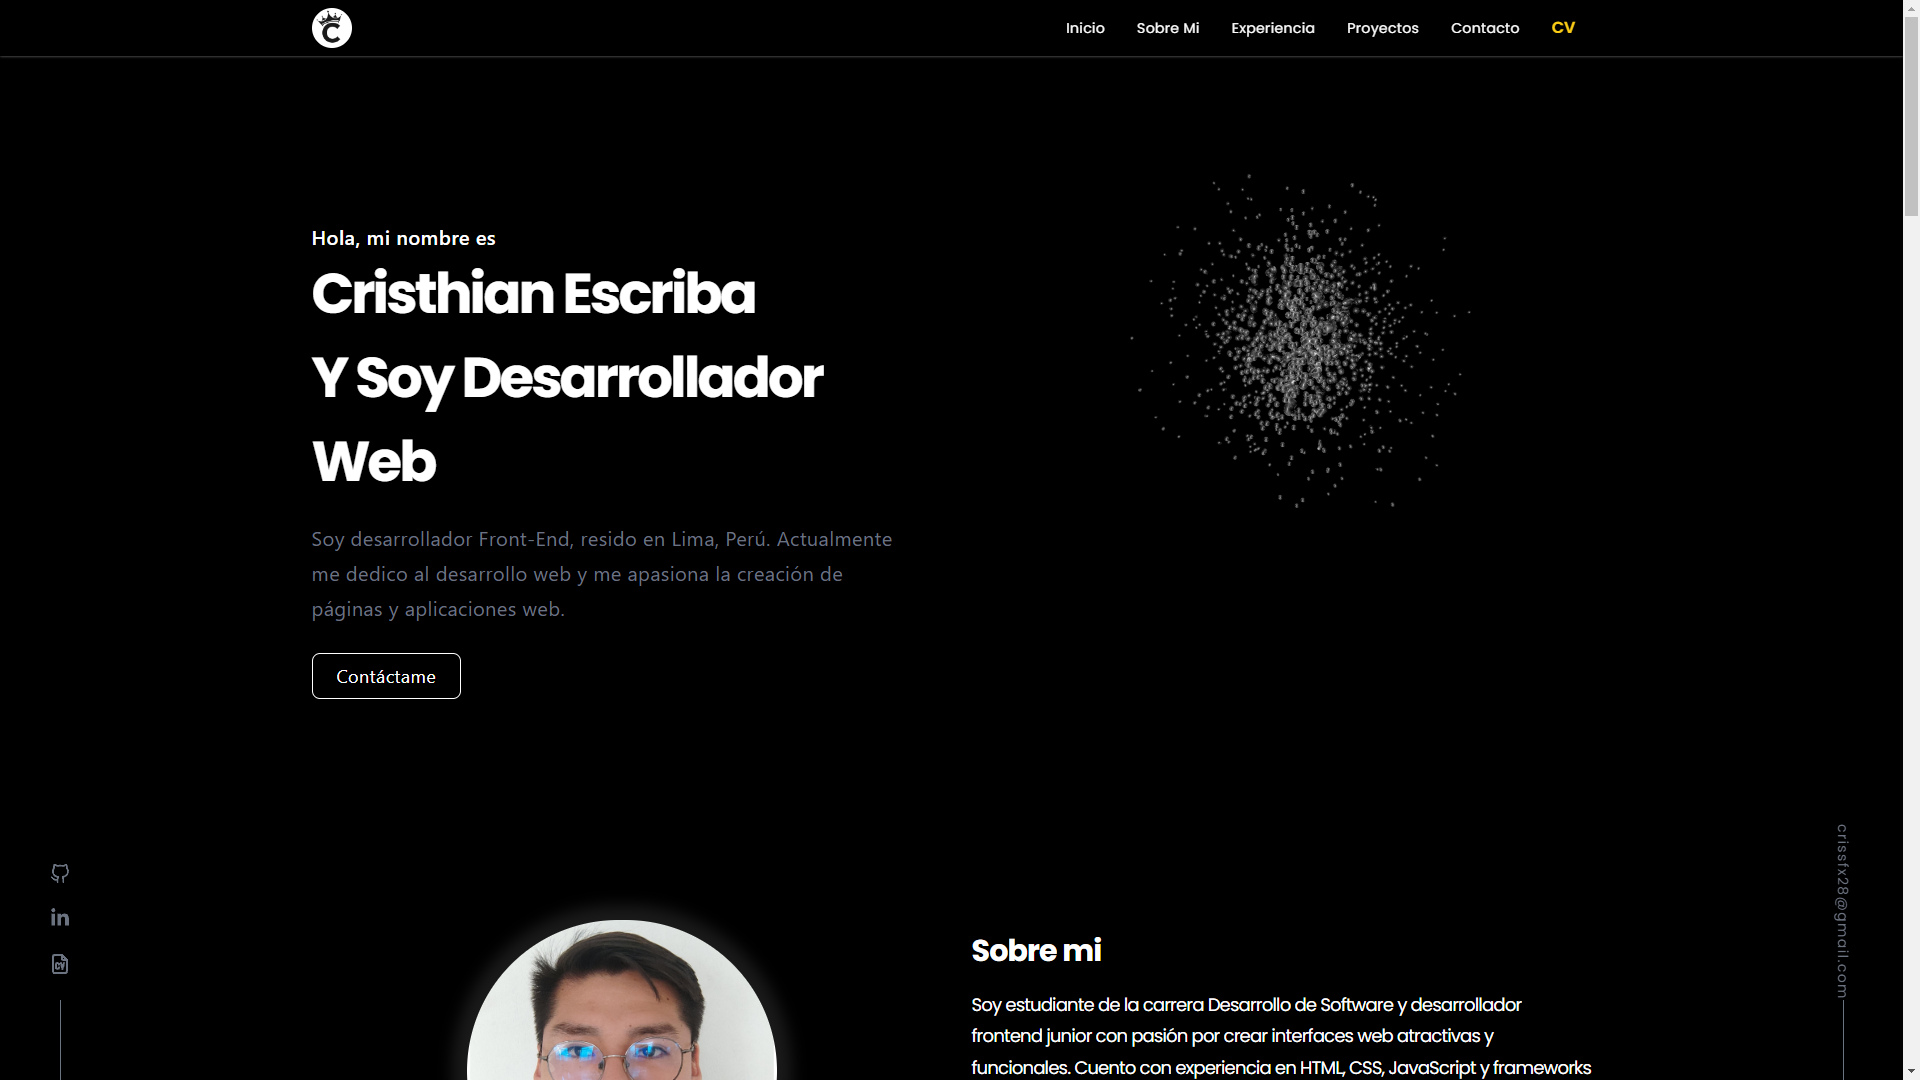 C
Inicio
Sobre Mi
Experiencia
Proyectos
Contacto
CV
Hola, mi nombre es
Cristhian Escriba
Y Soy Desarrollador
Web
Soy desarrollador Front-End, resido en Lima, Perú. Actualmente
me dedico al desarrollo web y me apasiona la creación de
páginas y aplicaciones web.
Contáctame
in
CV
crissfx28@gmail.com
Sobre mi
Soy estudiante de la carrera Desarrollo de Software y desarrollador
frontend junior con pasión por crear interfaces web atractivas y
funcionales. Cuento con experiencia en HTML, CSS, JavaScript y frameworks